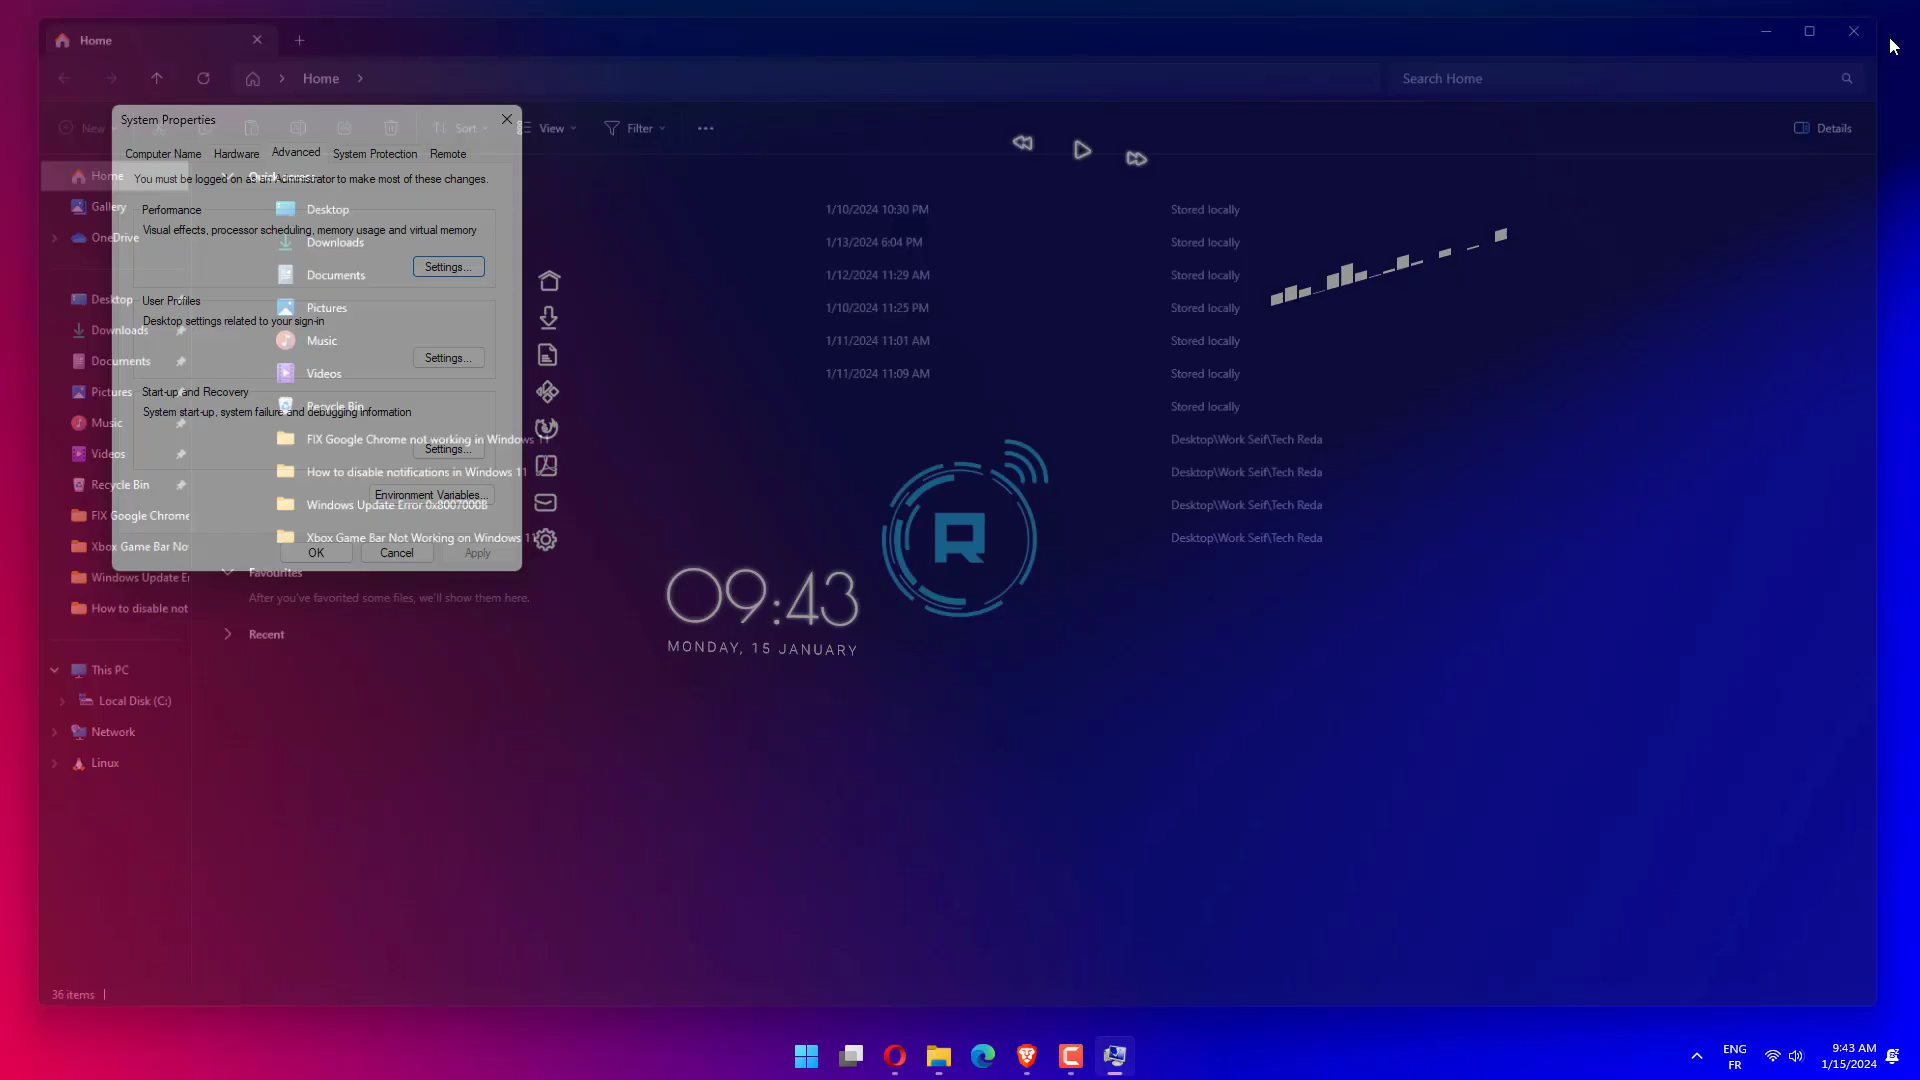 Home
Home
Search Home
New
Sort
View
Filter
Details
System Properties
Computer Name
Hardware
Advanced
System Protection
Remote
You must be logged on as an Administrator to make most of these changes.
Performance
Visual effects, processor scheduling, memory usage and virtual memory
Settings...
User Profiles
Desktop settings related to your sign-in
Settings...
Start-up and Recovery
System start-up, system failure and debugging information
Settings...
Environment Variables...
OK
Cancel
Apply
Home
Gallery
OneDrive
Desktop
Downloads
Documents
Pictures
Music
Videos
Recycle Bin
FIX Google Chrome
Xbox Game Bar No
Windows Update Er
How to disable not
This PC
Local Disk (C:)
Network
Linux
Quick access
Desktop
1/10/2024 10:30 PM
Stored locally
Downloads
1/13/2024 6:04 PM
Stored locally
Documents
1/12/2024 11:29 AM
Stored locally
Pictures
1/10/2024 11:25 PM
Stored locally
Music
1/11/2024 11:01 AM
Stored locally
Videos
1/11/2024 11:09 AM
Stored locally
Recycle Bin
Stored locally
FIX Google Chrome not working in Windows 11
Desktop\Work Seif\Tech Reda
How to disable notifications in Windows 11
Desktop\Work Seif\Tech Reda
Windows Update Error 0x8007000B
Desktop\Work Seif\Tech Reda
Xbox Game Bar Not Working on Windows 11
Desktop\Work Seif\Tech Reda
Favourites
After you've favorited some files, we'll show them here.
Recent
09:43
MONDAY, 15 JANUARY
R
36 items
ENG
FR
9:43 AM
1/15/2024